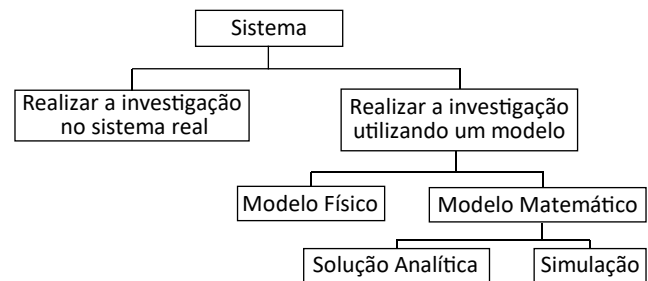 Sistema
Realizar a investigação
no sistema real
Realizar a investigação
utilizando um modelo
Modelo Físico
Modelo Matemático
Solução Analítica
Simulação